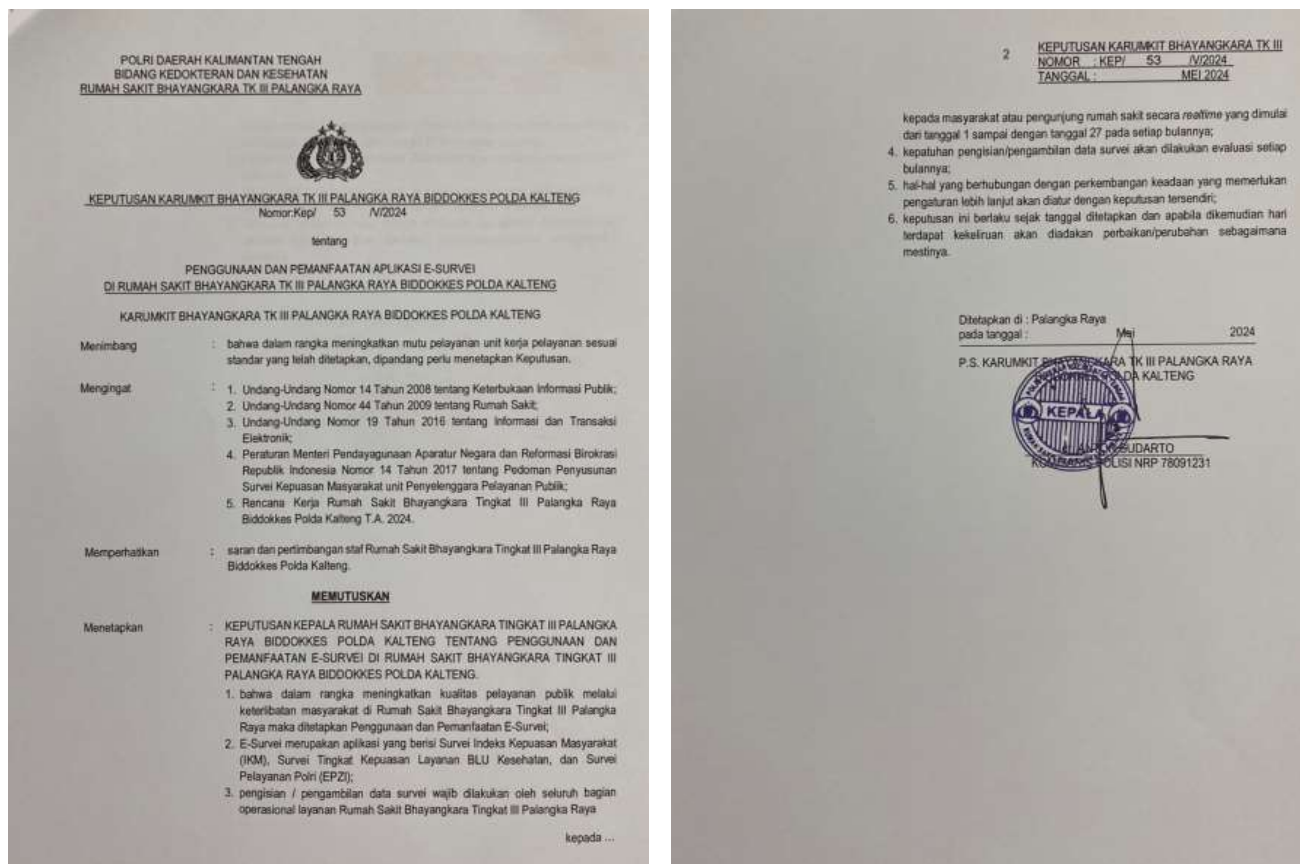 POLRI DAERAH KALIMANTAN TENGAH
BIDANG KEDOKTERAN DAN KESEHATAN
RUMAH SAKIT BHAYANGKARA TK III PALANGKA RAYA
KEPUTUSAN KARUMKIT BHAYANGKARA TK III PALANGKA RAYA BIDDOKKES POLDA KALTENG
Nomor:Kep/ 53 /V/2024
tentang
PENGGUNAAN DAN PEMANFAATAN APLIKASI E-SURVEI
DI RUMAH SAKIT BHAYANGKARA TK III PALANGKA RAYA BIDDOKKES POLDA KALTENG
KARUMKIT BHAYANGKARA TK III PALANGKA RAYA BIDDOKKES POLDA KALTENG
Menimbang : bahwa dalam rangka meningkatkan mutu pelayanan unit kerja pelayanan sesuai
standar yang telah ditetapkan, dipandang perlu menetapkan Keputusan.
Mengingat : 1. Undang-Undang Nomor 14 Tahun 2008 tentang Keterbukaan Informasi Publik;
2. Undang-Undang Nomor 44 Tahun 2009 tentang Rumah Sakit;
3. Undang-Undang Nomor 19 Tahun 2016 tentang Informasi dan Transaksi
Elektronik;
4. Peraturan Menteri Pendayagunaan Aparatur Negara dan Reformasi Birokrasi
Republik Indonesia Nomor 14 Tahun 2017 tentang Pedoman Penyusunan
Survei Kepuasan Masyarakat unit Penyelenggara Pelayanan Publik;
5. Rencana Kerja Rumah Sakit Bhayangkara Tingkat III Palangka Raya
Biddokkes Polda Kalteng T.A. 2024.
Memperhatikan : saran dan pertimbangan staf Rumah Sakit Bhayangkara Tingkat III Palangka Raya
Biddokkes Polda Kalteng.
MEMUTUSKAN
Menetapkan : KEPUTUSAN KEPALA RUMAH SAKIT BHAYANGKARA TINGKAT III PALANGKA
RAYA BIDDOKKES POLDA KALTENG TENTANG PENGGUNAAN DAN
PEMANFAATAN E-SURVEI DI RUMAH SAKIT BHAYANGKARA TINGKAT III
PALANGKA RAYA BIDDOKKES POLDA KALTENG.
1. bahwa dalam rangka meningkatkan kualitas pelayanan publik melalui
keterlibatan masyarakat di Rumah Sakit Bhayangkara Tingkat III Palangka
Raya maka ditetapkan Penggunaan dan Pemanfaatan E-Survei;
2. E-Survei merupakan aplikasi yang berisi Survei Indeks Kepuasan Masyarakat
(IKM), Survei Tingkat Kepuasan Layanan BLU Kesehatan, dan Survei
Pelayanan Polri (EPZI);
3. pengisian / pengambilan data survei wajib dilakukan oleh seluruh bagian
operasional layanan Rumah Sakit Bhayangkara Tingkat III Palangka Raya
kepada ...
2 KEPUTUSAN KARUMKIT BHAYANGKARA TK III
NOMOR : KEP/ 53 /V/2024
TANGGAL : MEI 2024
kepada masyarakat atau pengunjung rumah sakit secara realtime yang dimulai
dari tanggal 1 sampai dengan tanggal 27 pada setiap bulannya;
4. kepatuhan pengisian/pengambilan data survei akan dilakukan evaluasi setiap
bulannya;
5. hal-hal yang berhubungan dengan perkembangan keadaan yang memerlukan
pengaturan lebih lanjut akan diatur dengan keputusan tersendiri;
6. keputusan ini berlaku sejak tanggal ditetapkan dan apabila dikemudian hari
terdapat kekeliruan akan diadakan perbaikan/perubahan sebagaimana
mestinya.
Ditetapkan di : Palangka Raya
pada tanggal : Mei 2024
P.S. KARUMKIT BHAYANGKARA TK III PALANGKA RAYA
POLDA KALTENG
KEPALA
SUDARTO
POLISI NRP 78091231